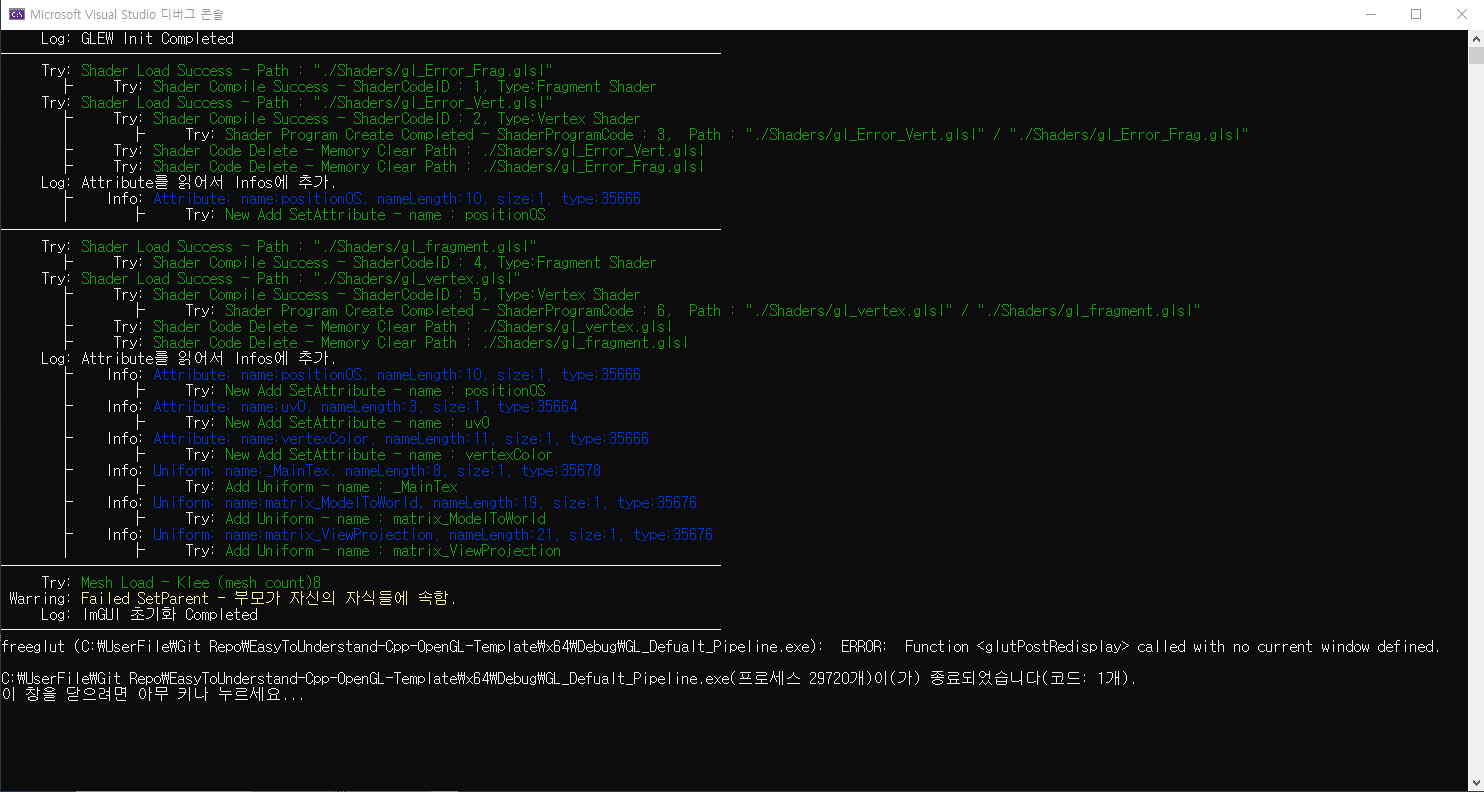 Microsoft Visual Studio 디버그 콘솔
Log: GLEW Init Completed
Try: Shader Load Success - Path : "./Shaders/gl_Error_Frag.glsl"
Try: Shader Compile Success - ShaderCodeID : 1, Type:Fragment Shader
Try: Shader Load Success - Path : "./Shaders/gl_Error_Vert.glsl"
Try: Shader Compile Success - ShaderCodeID : 2, Type:Vertex Shader
Try: Shader Program Create Completed - ShaderProgramCode : 3,  Path : "./Shaders/gl_Error_Vert.glsl" / "./Shaders/gl_Error_Frag.glsl"
Try: Shader Code Delete - Memory Clear Path : ./Shaders/gl_Error_Vert.glsl
Try: Shader Code Delete - Memory Clear Path : ./Shaders/gl_Error_Frag.glsl
Log: Attribute를 읽어서 Infos에 추가.
Info: Attribute: name:positionOS, nameLength:10, size:1, type:35666
Try: New Add SetAttribute - name : positionOS
Try: Shader Load Success - Path : "./Shaders/gl_fragment.glsl"
Try: Shader Compile Success - ShaderCodeID : 4, Type:Fragment Shader
Try: Shader Load Success - Path : "./Shaders/gl_vertex.glsl"
Try: Shader Compile Success - ShaderCodeID : 5, Type:Vertex Shader
Try: Shader Program Create Completed - ShaderProgramCode : 6,  Path : "./Shaders/gl_vertex.glsl" / "./Shaders/gl_fragment.glsl"
Try: Shader Code Delete - Memory Clear Path : ./Shaders/gl_vertex.glsl
Try: Shader Code Delete - Memory Clear Path : ./Shaders/gl_fragment.glsl
Log: Attribute를 읽어서 Infos에 추가.
Info: Attribute: name:positionOS, nameLength:10, size:1, type:35666
Try: New Add SetAttribute - name : positionOS
Info: Attribute: name:uv0, nameLength:3, size:1, type:35664
Try: New Add SetAttribute - name : uv0
Info: Attribute: name:vertexColor, nameLength:11, size:1, type:35666
Try: New Add SetAttribute - name : vertexColor
Info: Uniform: name:_MainTex, nameLength:8, size:1, type:35678
Try: Add Uniform - name : _MainTex
Info: Uniform: name:matrix_ModelToWorld, nameLength:19, size:1, type:35676
Try: Add Uniform - name : matrix_ModelToWorld
Info: Uniform: name:matrix_ViewProjection, nameLength:21, size:1, type:35676
Try: Add Uniform - name : matrix_ViewProjection
Try: Mesh Load - Klee (mesh count)8
Warring: Failed SetParent - 부모가 자신의 자식들에 속함.
Log: ImGUI 초기화 Completed
freeglut (C:₩UserFile₩Git Repo₩EasyToUnderstand-Cpp-OpenGL-Template₩x64₩Debug₩GL_Defualt_Pipeline.exe):  ERROR:  Function <glutPostRedisplay> called with no current window defined.
C:₩UserFile₩Git Repo₩EasyToUnderstand-Cpp-OpenGL-Template₩x64₩Debug₩GL_Defualt_Pipeline.exe(프로세스 29720개)이(가) 종료되었습니다(코드: 1개).
이 창을 닫으려면 아무 키나 누르세요...